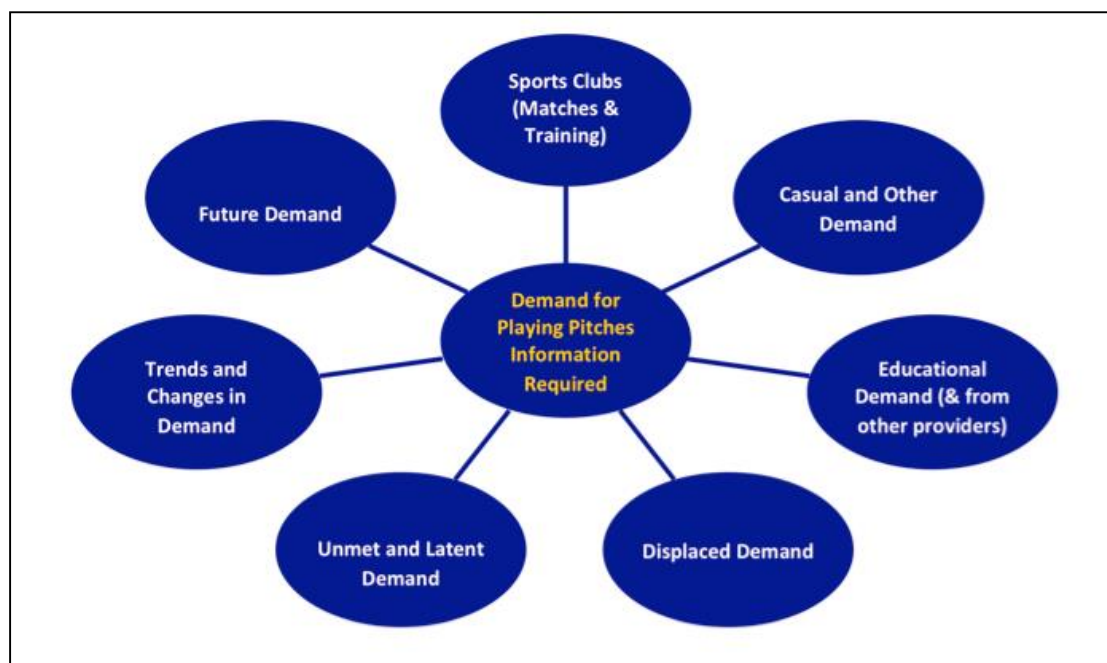 Sports Clubs
(Matches &
Training)
Casual and Other
Demand
Future Demand
Demand for
Playing Pitches
Information
Required
Trends and
Changes in
Demand
Educational
Demand (& from
other providers)
Unmet and Latent
Demand
Displaced Demand